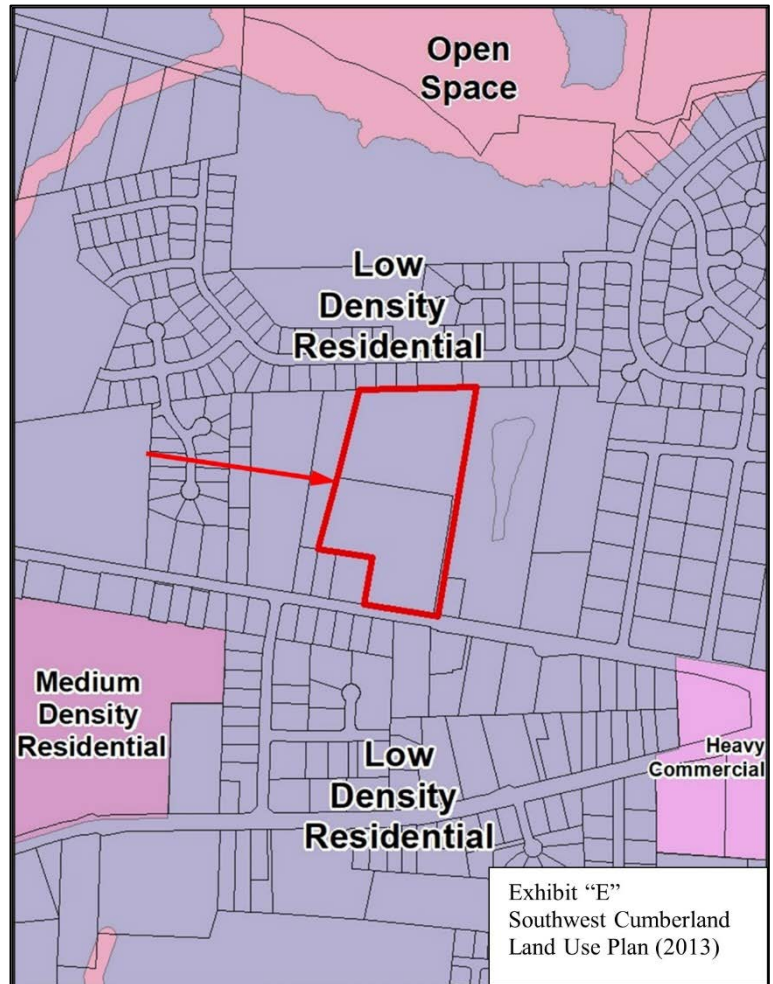 Open
Space
Low
Density
Residential
Medium
Density
Residential
Low
Density
Residential
Heavy
Commercial
Exhibit “E”
Southwest Cumberland
Land Use Plan (2013)